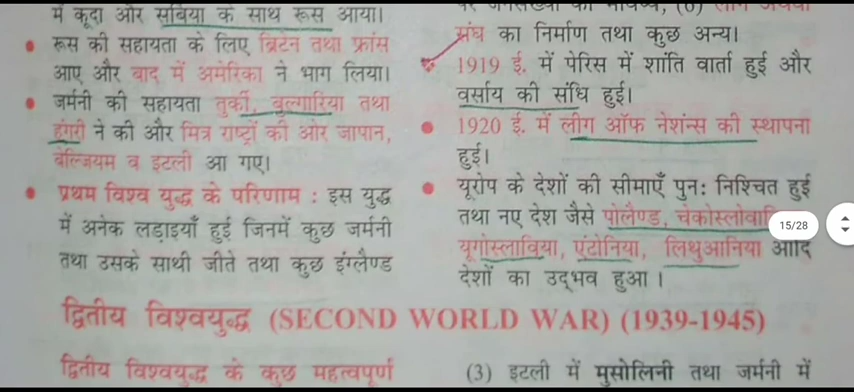 में कूदा और सर्बिया के साथ रूस आया।
• रूस की सहायता के लिए ब्रिटेन तथा फ्रांस
आए और बाद में अमेरिका ने भाग लिया।
• जर्मनी की सहायता तुर्की, बुल्गारिया तथा
हंगरी ने की और मित्र राष्ट्रों की ओर जापान,
बेल्जियम व इटली आ गए।
• प्रथम विश्व युद्ध के परिणाम : इस युद्ध
में अनेक लड़ाइयाँ हुई जिनमें कुछ जर्मनी
तथा उसके साथी जीते तथा कुछ इंग्लैण्ड
संघ का निर्माण तथा कुछ अन्य।
1919 ई. में पेरिस में शांति वार्ता हुई और
वर्साय की संधि हुई।
• 1920 ई. में लीग ऑफ नेशंन्स की स्थापना
हुई।
• यूरोप के देशों की सीमाएँ पुनः निश्चित हुई
तथा नए देश जैसे पोलैण्ड, चेकोस्लोवा
यूगोस्लाविया, एंटोनिया, लिथुआनिया आदि
देशों का उद्भव हुआ ।
15/28
द्वितीय विश्वयुद्ध (SECOND WORLD WAR) (1939-1945)
द्वितीय विश्वयुद्ध के कुछ महत्वपूर्ण
(3) इटली में मुसोलिनी तथा जर्मनी में